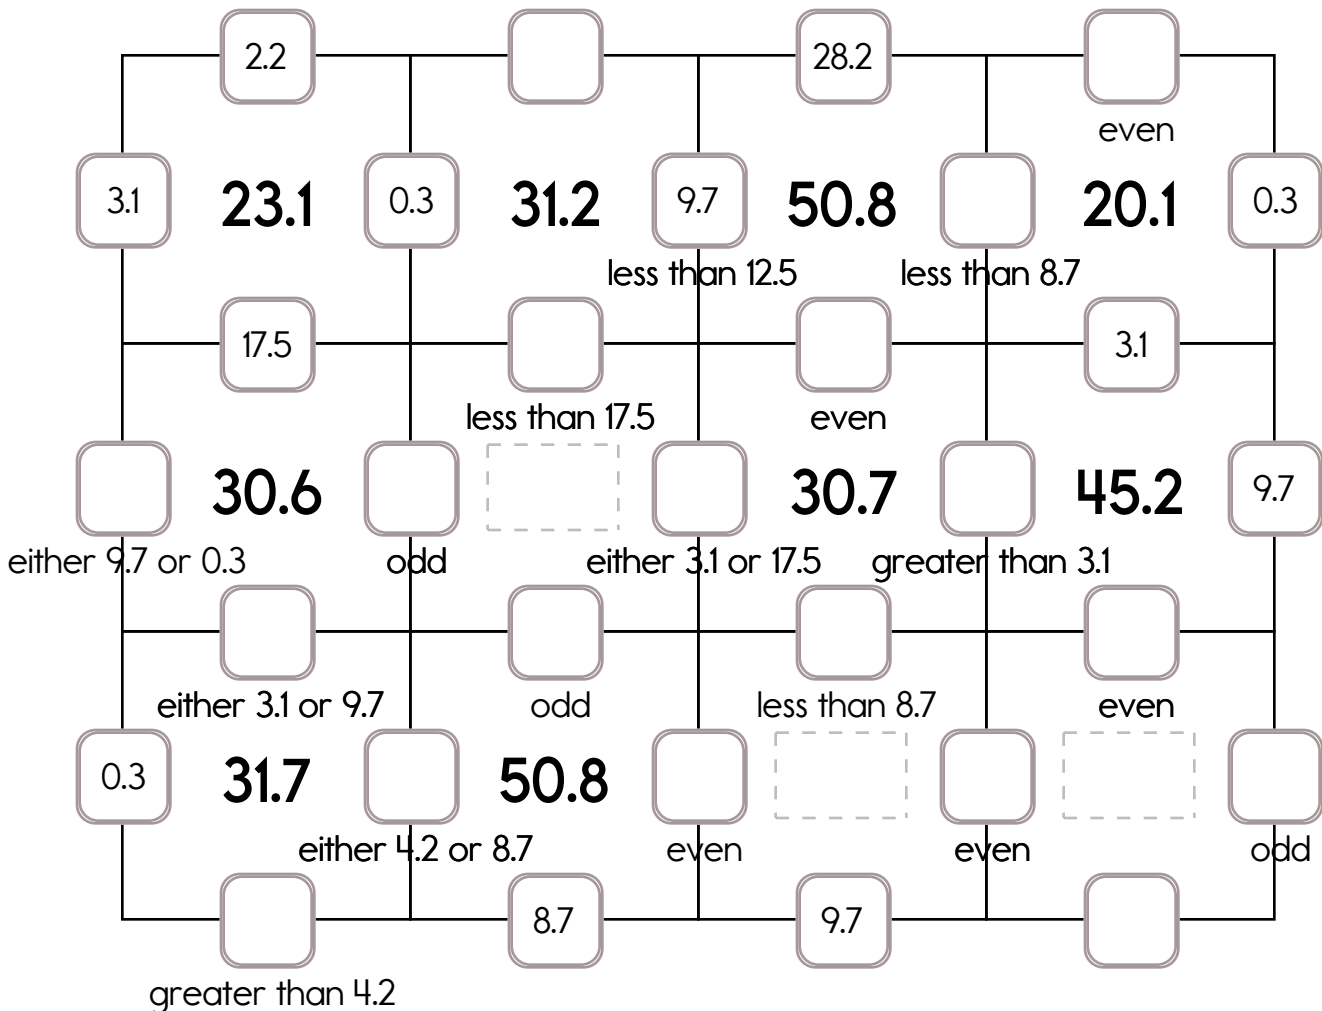 2.2 28.2
even
3.1 23.1 0.3 31.2 9.7 50.8 20.1 0.3
less than 12.5 less than 8.7
17.5 3.1
less than 17.5 even
30.6 30.7 45.2 9.7
either 9.7 or 0.3 odd either 3.1 or 17.5 greater than 3.1
either 3.1 or 9.7 odd less than 8.7 even
0.3 31.7 50.8
either 4.2 or 8.7 even even odd
8.7 9.7
greater than 4.2